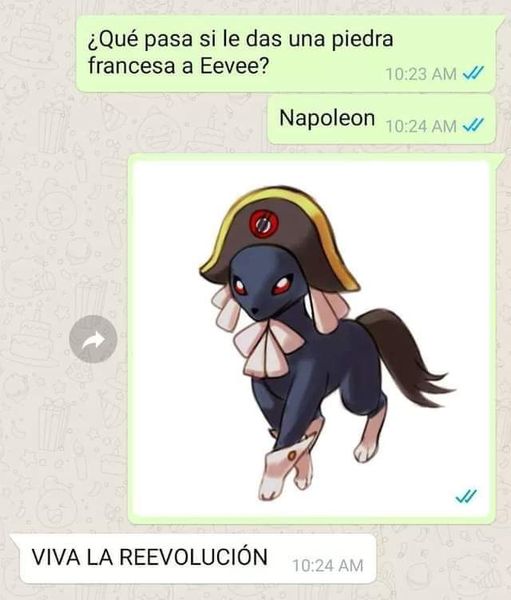 ¿Qué pasa si le das una piedra
francesa a Eevee?
10:23 AM
Napoleon 10:24 AM
VIVA LA REEVOLUCIÓN 10:24 AM